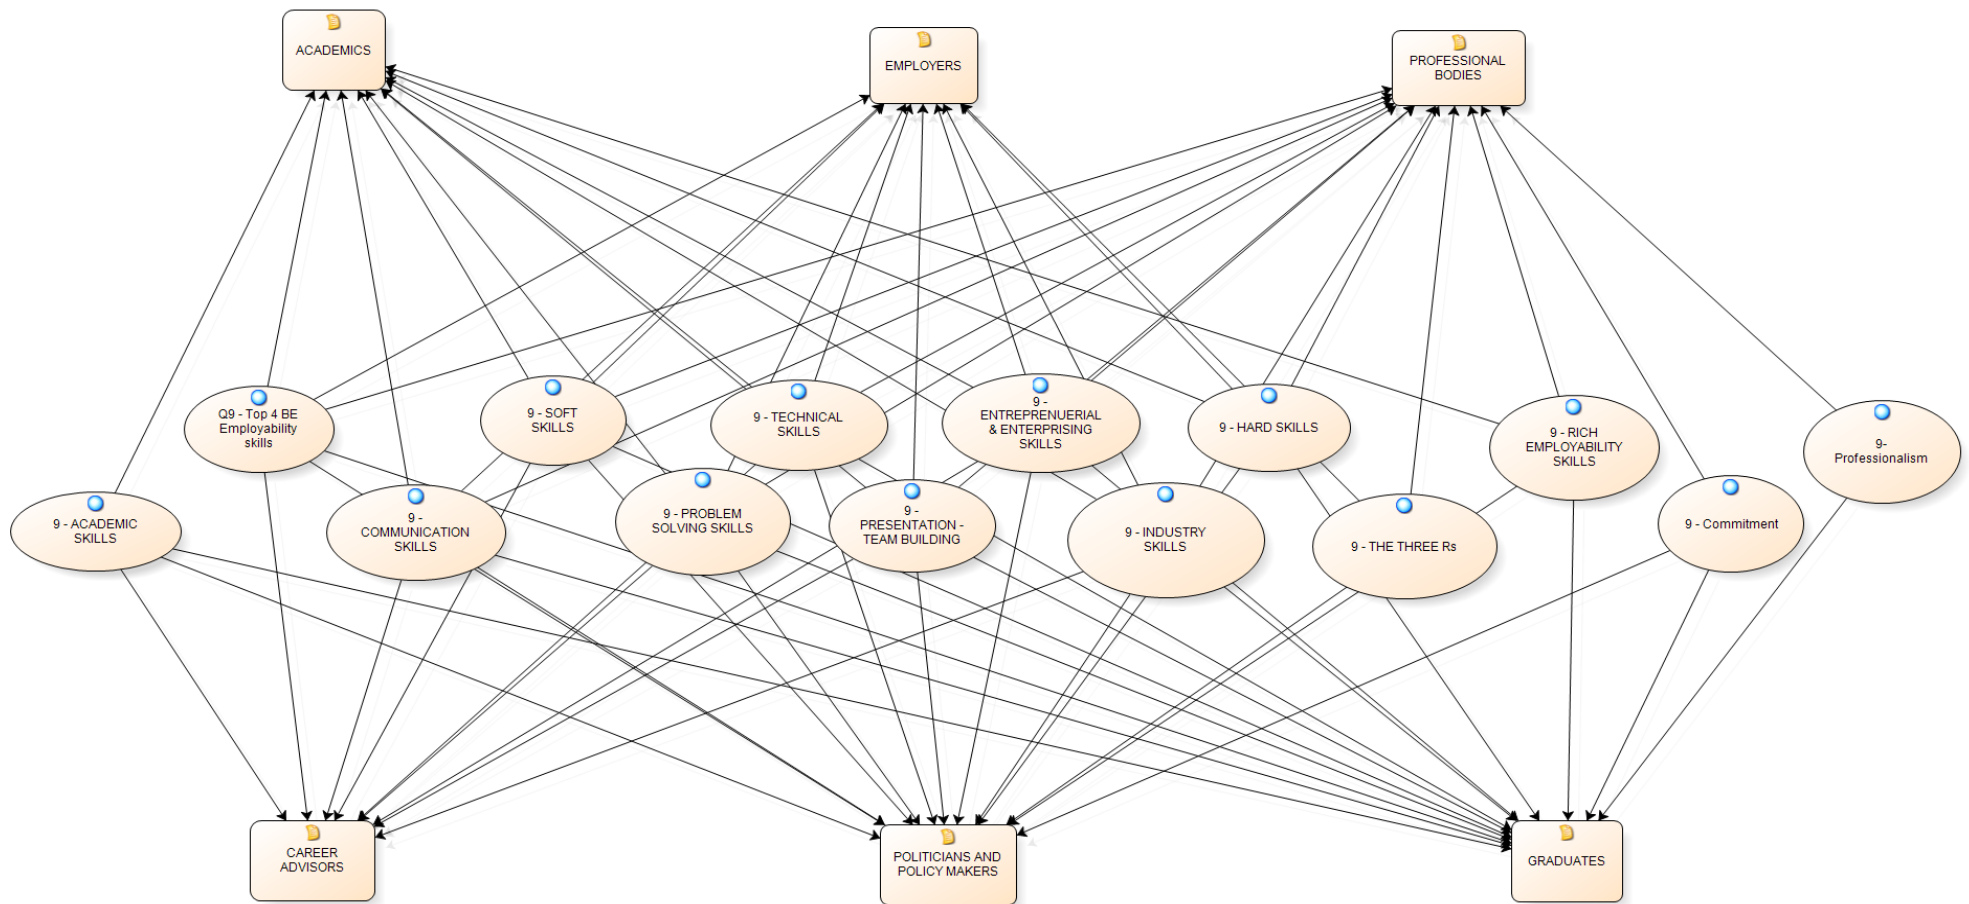 ACADEMICS
EMPLOYERS
PROFESSIONAL
BODIES
Q9 - Top 4 BE
Employability
skills
9 - SOFT
SKILLS
9 - TECHNICAL
SKILLS
9 -
ENTREPRENUERIAL
& ENTERPRISING
SKILLS
9 - HARD SKILLS
9 - RICH
EMPLOYABILITY
SKILLS
9-
Professionalism
9 - ACADEMIC
SKILLS
9 -
COMMUNICATION
SKILLS
9 - PROBLEM
SOLVING SKILLS
9 -
PRESENTATION -
TEAM BUILDING
9 - INDUSTRY
SKILLS
9 - THE THREE Rs
9 - Commitment
CAREER
ADVISORS
POLITICIANS AND
POLICY MAKERS
GRADUATES